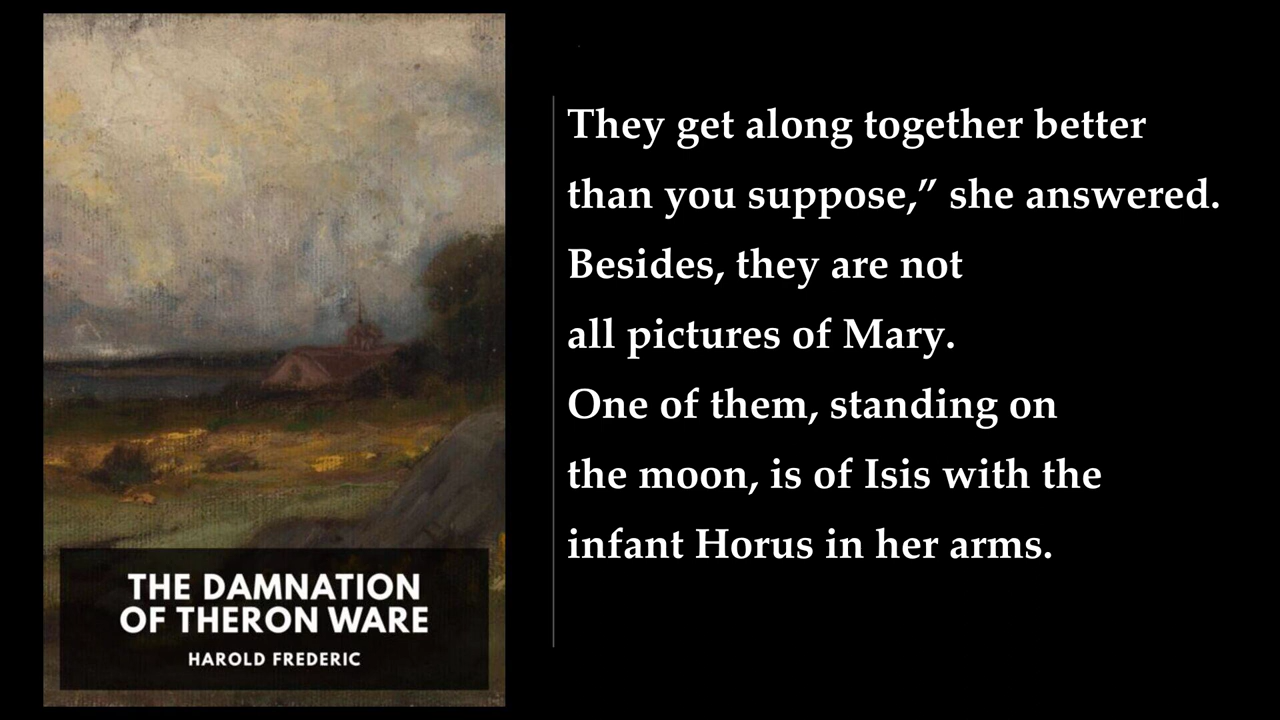 THE DAMNATION
OF THERON WARE
HAROLD FREDERIC
They get along together better
than you suppose,” she answered.
Besides, they are not
all pictures of Mary.
One of them, standing on
the moon, is of Isis with the
infant Horus in her arms.